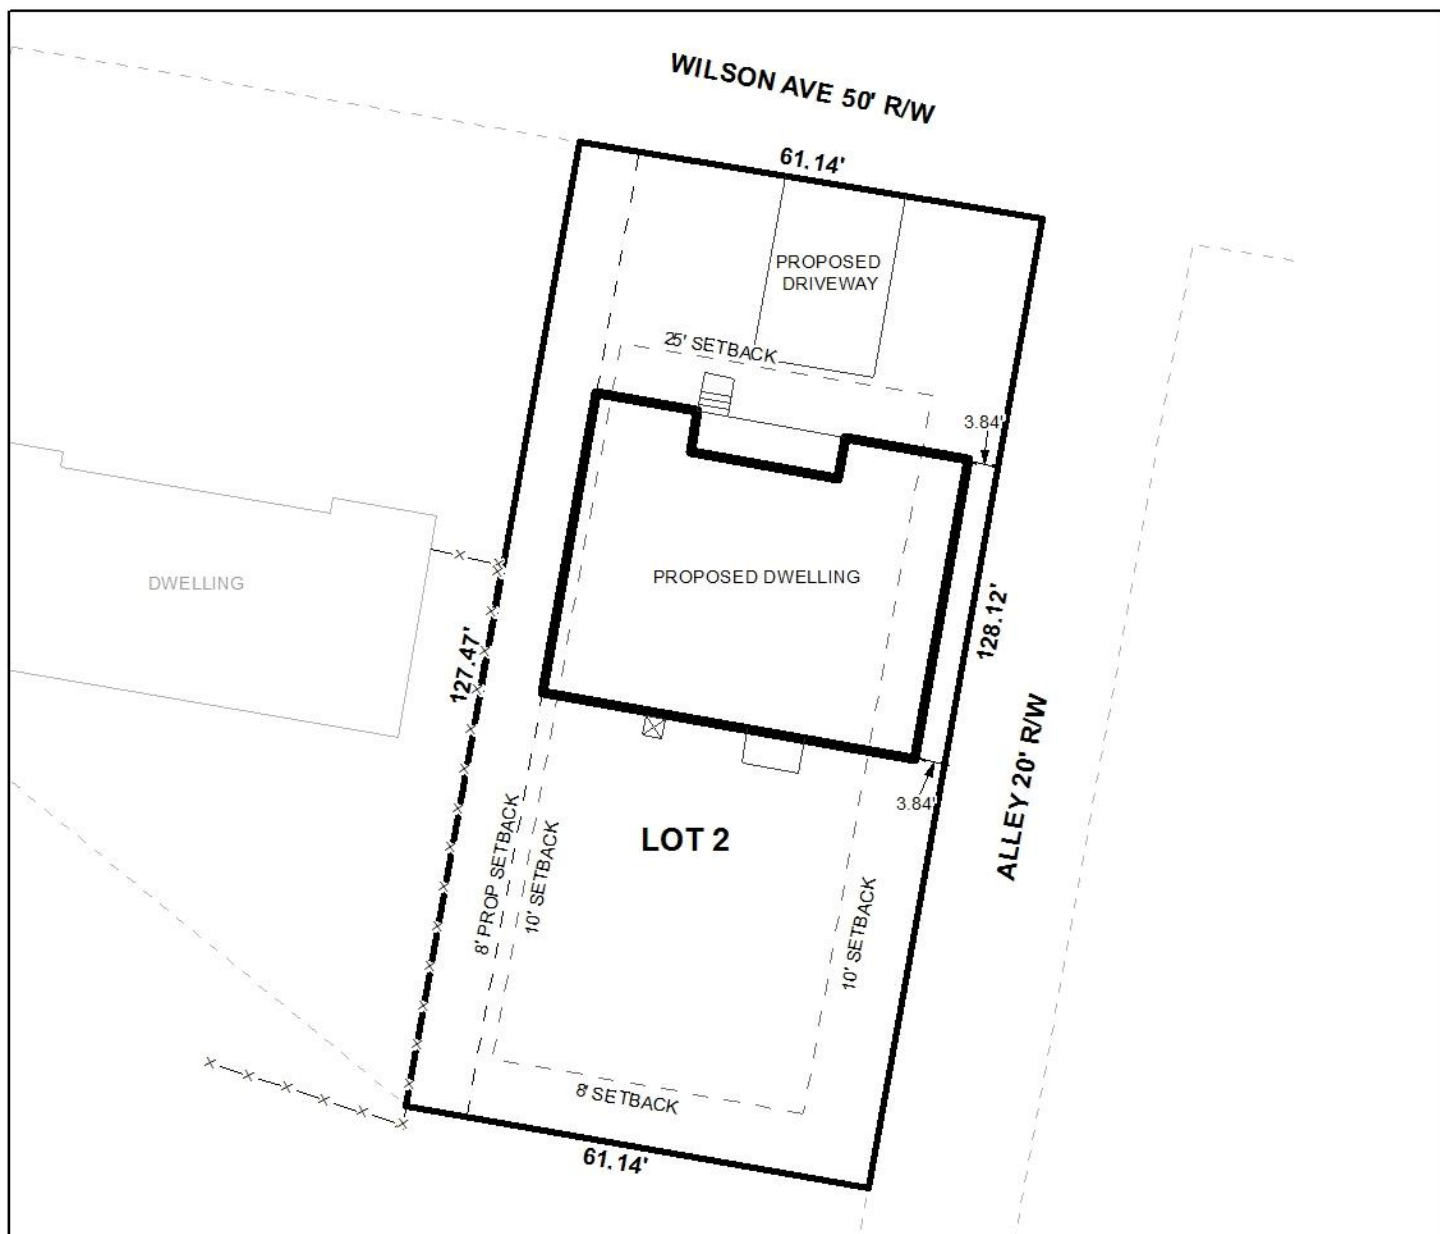 WILSON AVE 50' R/W
61.14'
PROPOSED
DRIVEWAY
25' SETBACK
3.84'
DWELLING
PROPOSED DWELLING
127.47'
128.12'
ALLEY 20' R/W
3.84'
LOT 2
8' PROP SETBACK
10' SETBACK
10' SETBACK
8' SETBACK
61.14'